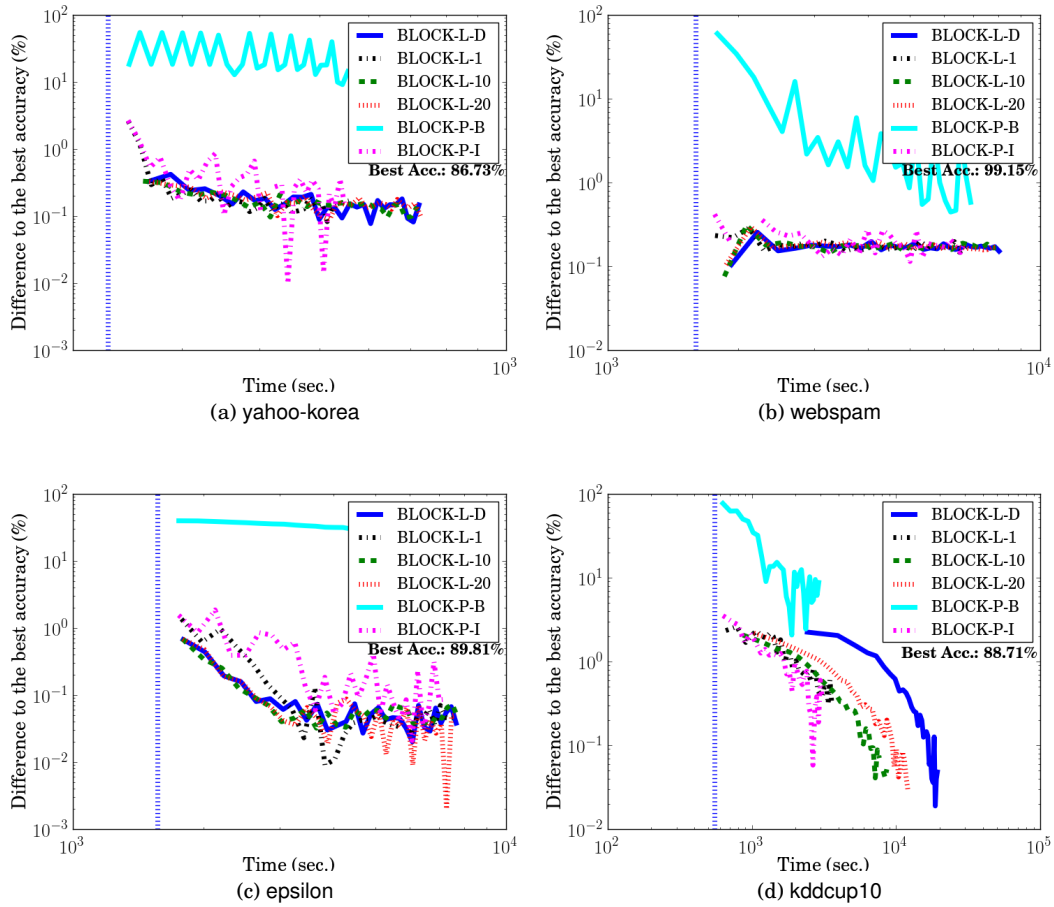 10^2
10^1
10^0
10^-1
10^-2
10^-3
Difference to the best accuracy (%)
BLOCK-L-D
BLOCK-L-1
BLOCK-L-10
BLOCK-L-20
BLOCK-P-B
BLOCK-P-I
Best Acc.: 86.73%
10^3
Time (sec.)
(a) yahoo-korea
10^2
10^1
10^0
10^-1
10^-2
Difference to the best accuracy (%)
BLOCK-L-D
BLOCK-L-1
BLOCK-L-10
BLOCK-L-20
BLOCK-P-B
BLOCK-P-I
Best Acc.: 99.15%
10^4
Time (sec.)
(b) webspam
10^2
10^1
10^0
10^-1
10^-2
10^-3
Difference to the best accuracy (%)
BLOCK-L-D
BLOCK-L-1
BLOCK-L-10
BLOCK-L-20
BLOCK-P-B
BLOCK-P-I
Best Acc.: 89.81%
10^3 10^4
Time (sec.)
(c) epsilon
10^2
10^1
10^0
10^-1
10^-2
Difference to the best accuracy (%)
BLOCK-L-D
BLOCK-L-1
BLOCK-L-10
BLOCK-L-20
BLOCK-P-B
BLOCK-P-I
Best Acc.: 88.71%
10^2 10^3 10^4 10^5
Time (sec.)
(d) kddcup10